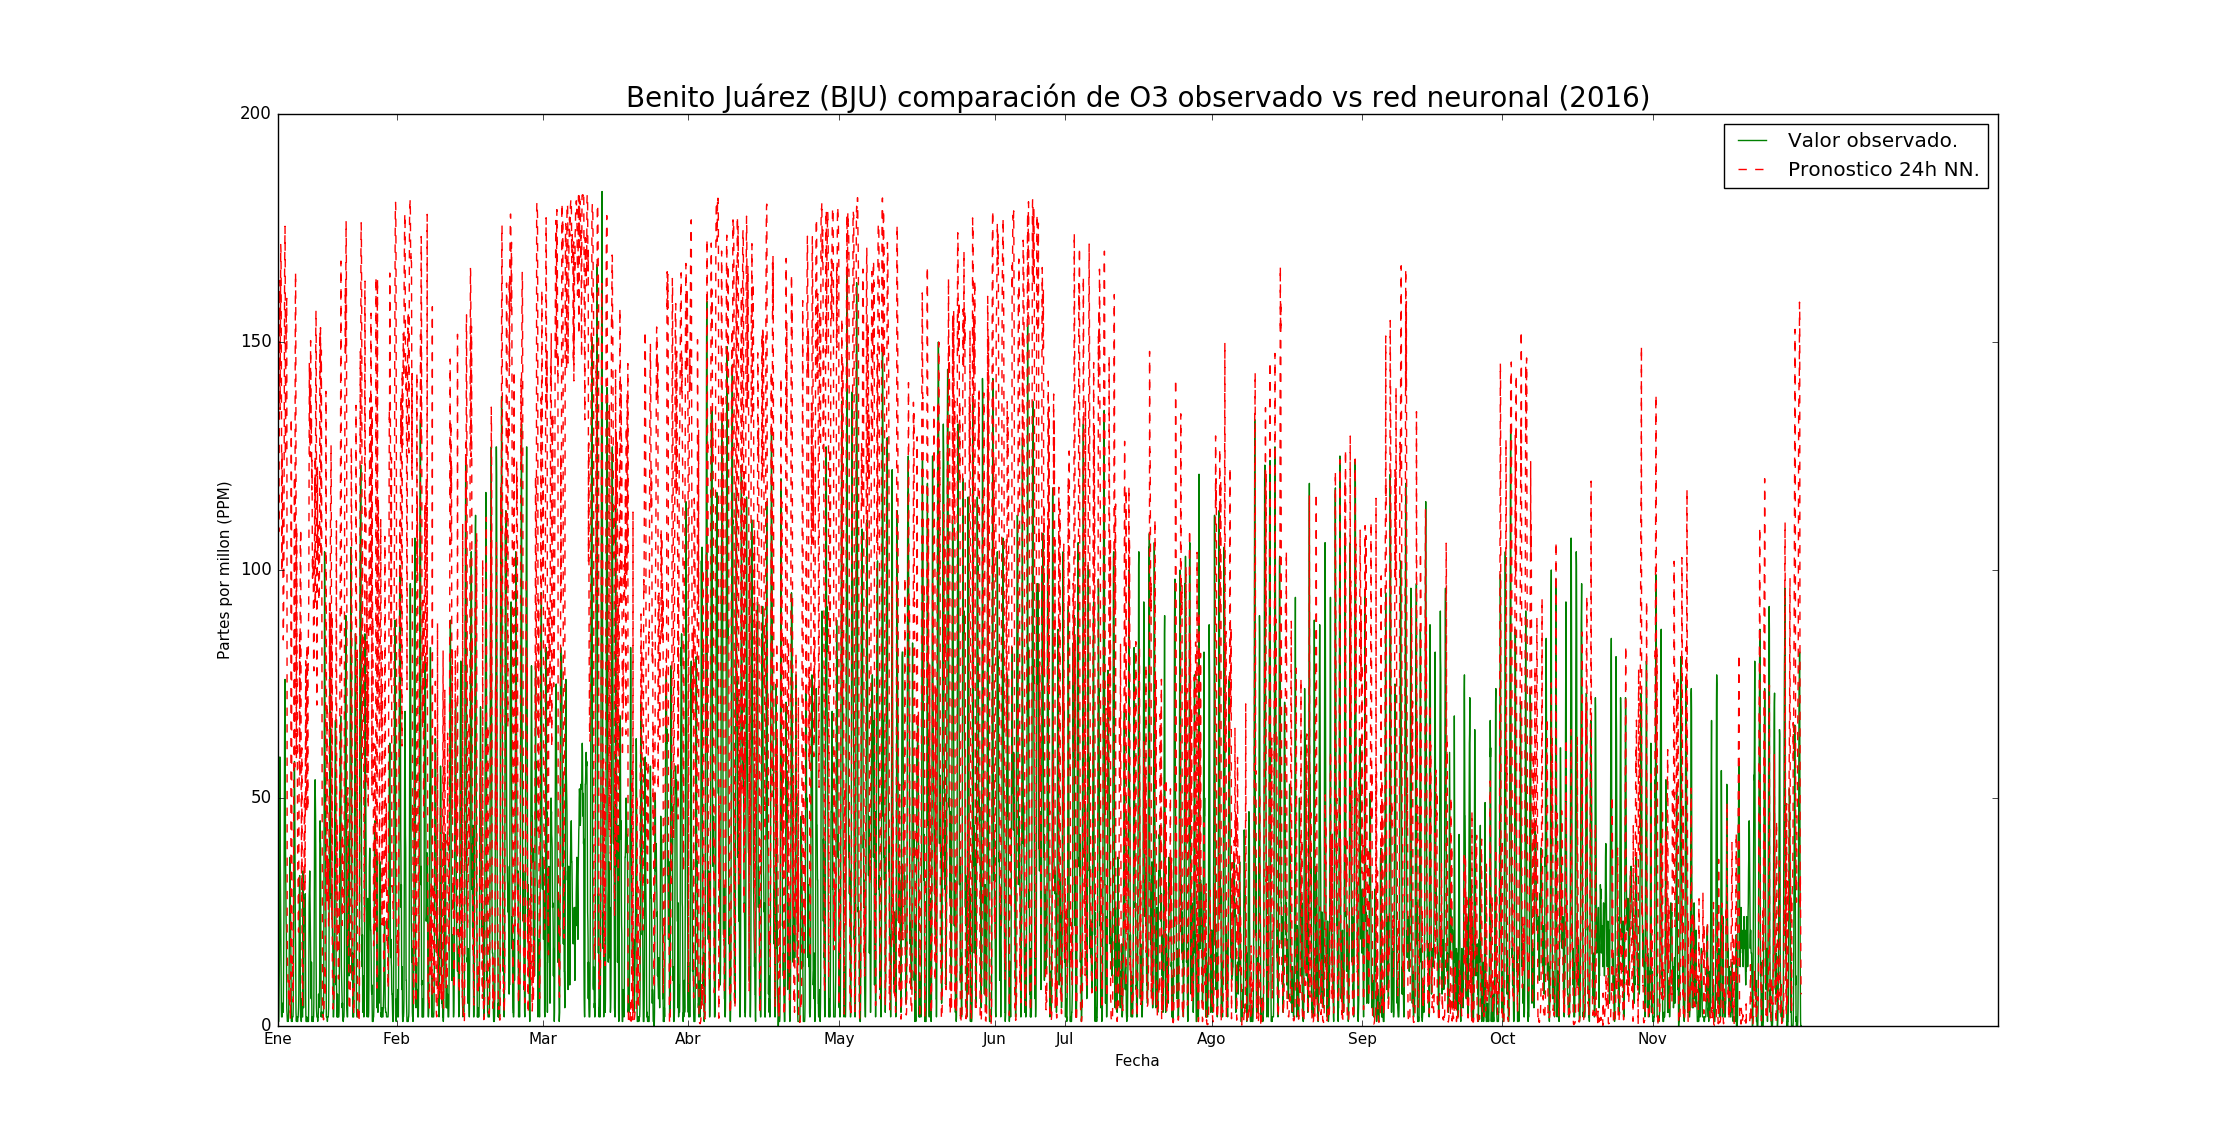 Benito Juárez (BJU) comparación de O3 observado vs red neuronal (2016)
200
150
100
50
0
Partes por millon (PPM)
Valor observado.
Pronostico 24h NN.
Ene Feb Mar Abr May Jun Jul Ago Sep Oct Nov
Fecha